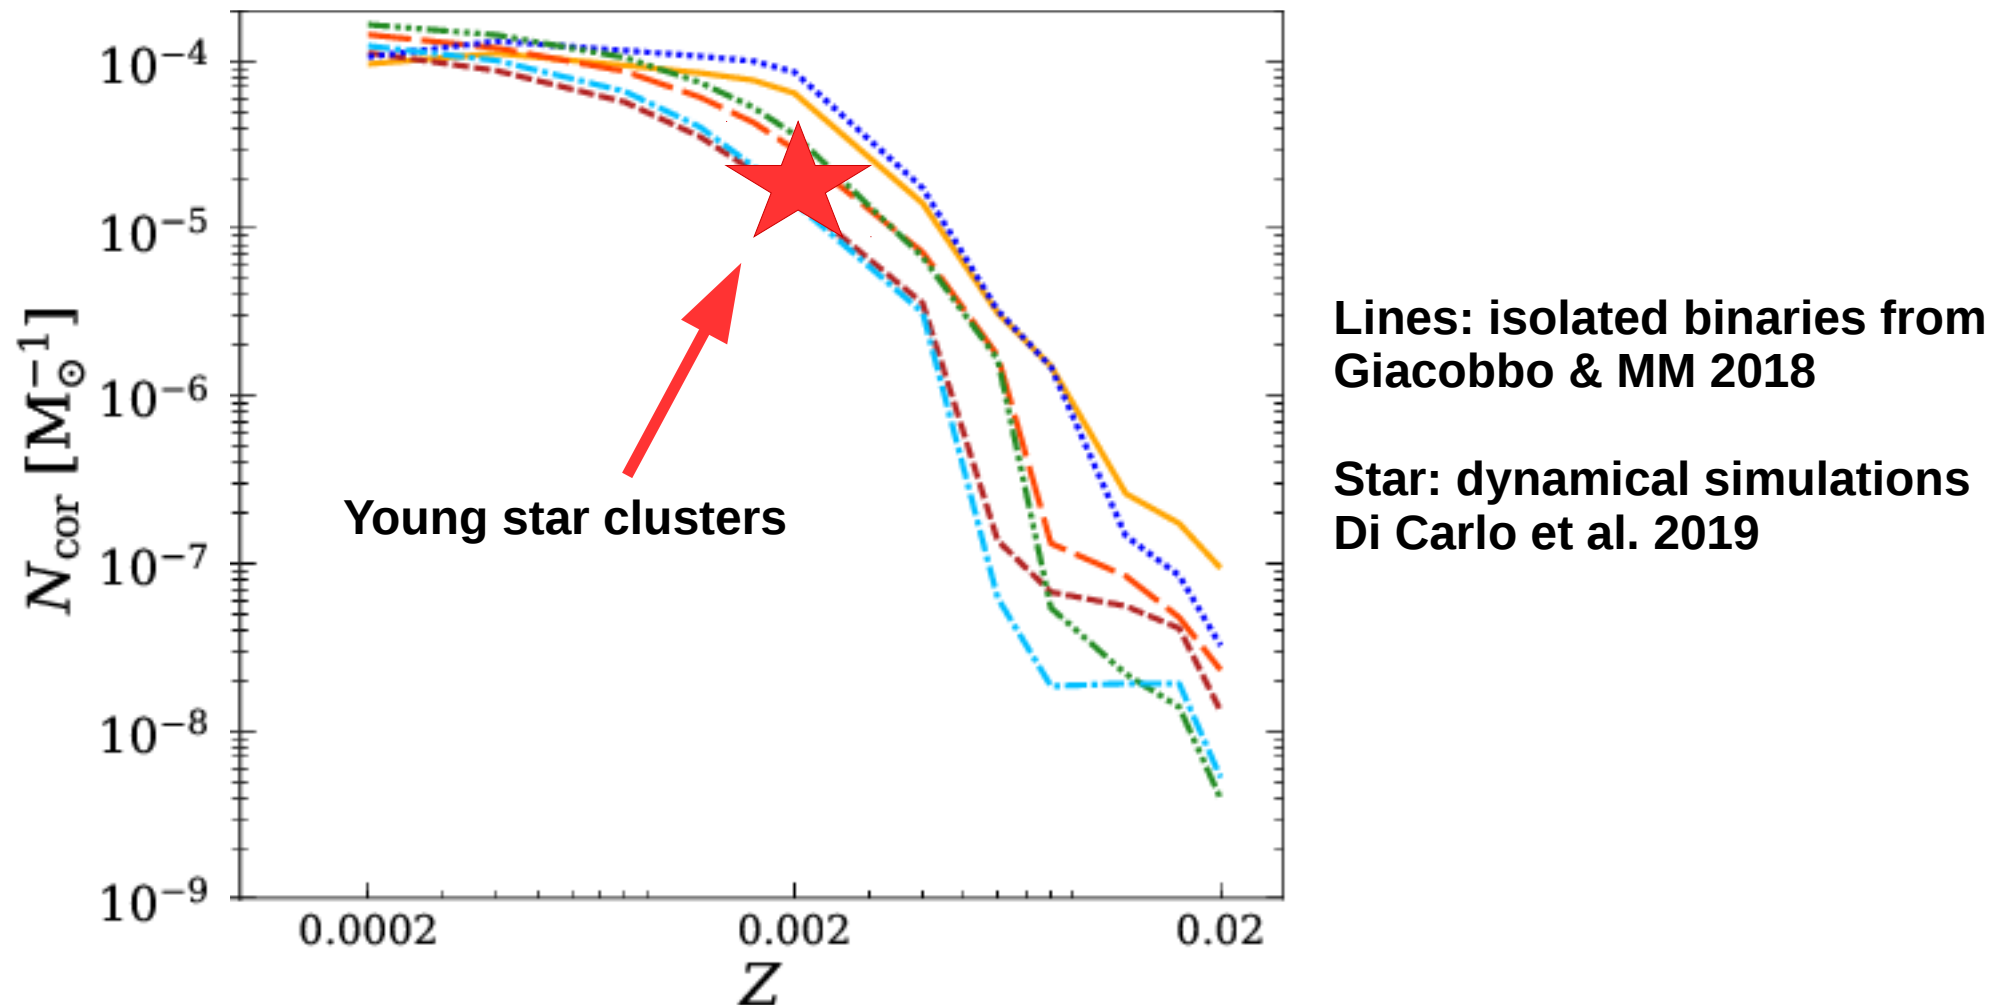 10⁻⁴
10⁻⁵
10⁻⁶
10⁻⁷
10⁻⁸
10⁻⁹
N_cor [M_⊙⁻¹]
0.0002 0.002 0.02
Z
Young star clusters
Lines: isolated binaries from
Giacobbo & MM 2018
Star: dynamical simulations
Di Carlo et al. 2019